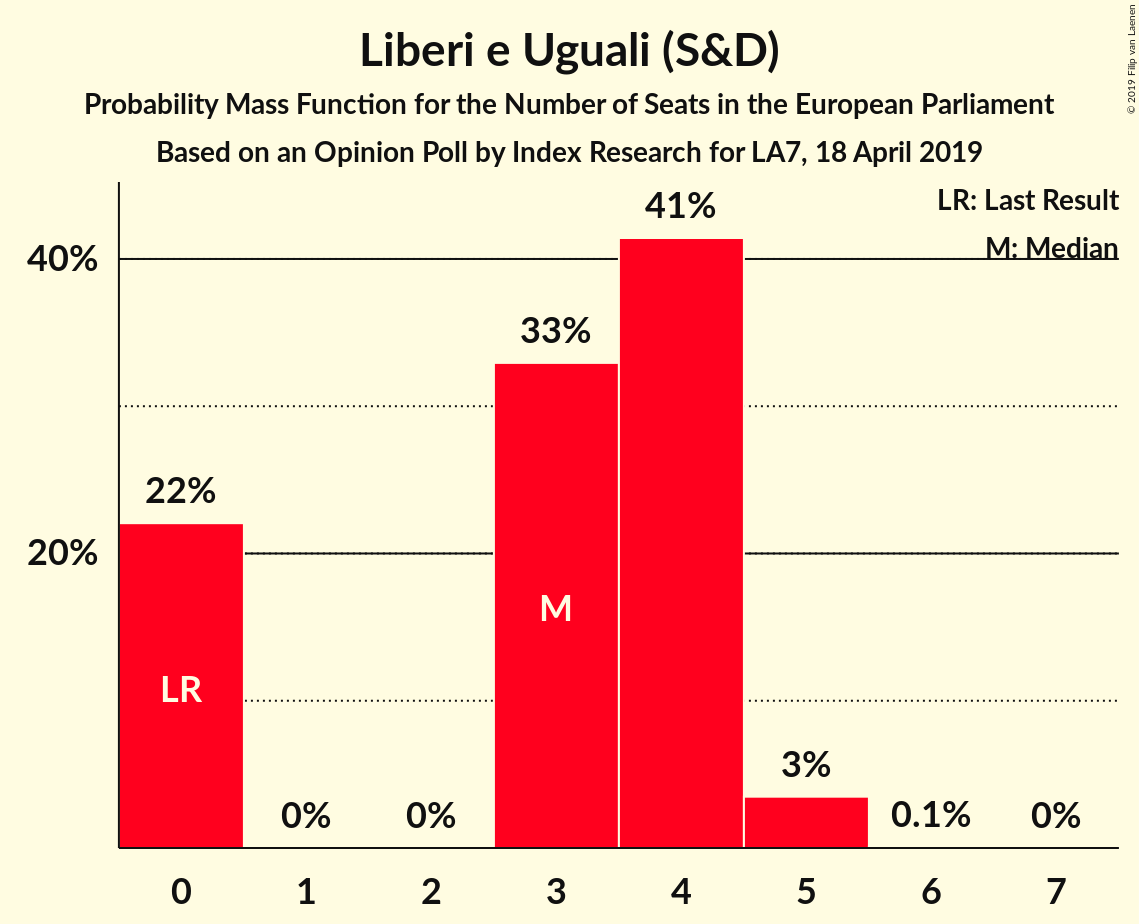 Liberi e Uguali (S&D)
Probability Mass Function for the Number of Seats in the European Parliament
Based on an Opinion Poll by Index Research for LA7, 18 April 2019
© 2019 Filip van Laenen
LR: Last Result
M: Median
41%
40%
33%
22%
20%
M
LR
3%
0%
0%
0.1%
0%
0 1 2 3 4 5 6 7